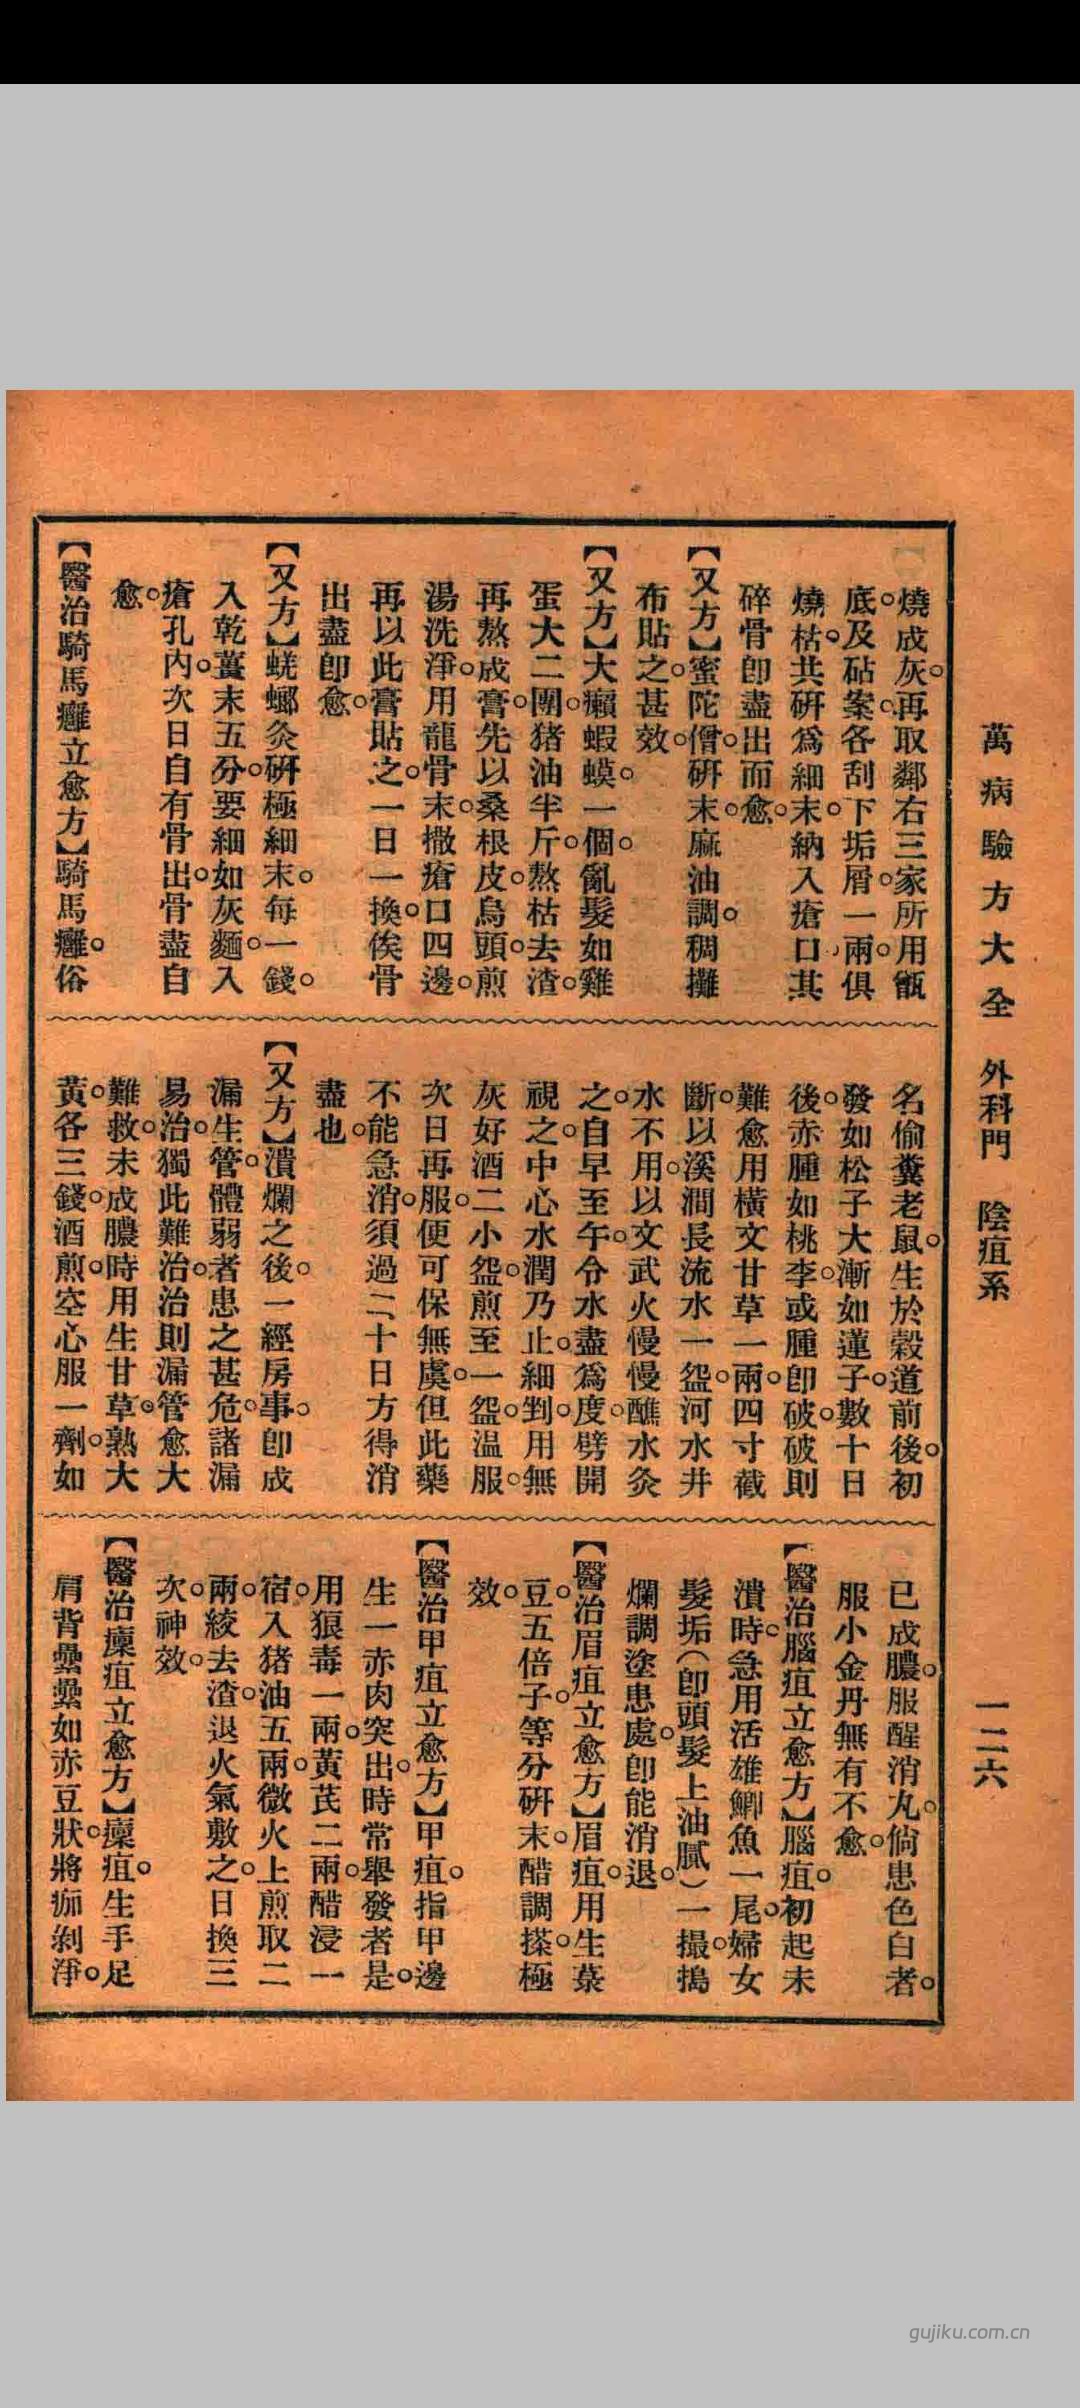 萬病驗方大全　外科門　陰疽系　一二六
燒成灰。再取鄰右三家所用甑
底。及砧案。各刮下垢屑一兩。俱
燒枯。共硏爲細末。納入瘡口。其
碎骨卽盡出而愈。
【又方】蜜陀僧硏末。麻油調稠。攤
布貼之。甚效。
【又方】大癩蝦蟆一個。亂髮如雞
蛋大二團。猪油半斤。熬枯去渣。
再熬成膏。先以桑根皮。烏頭。煎
湯洗淨。用龍骨末。撒瘡口四邊。
再以此膏貼之。一日一換。俟骨
出盡卽愈。
【又方】蜣螂灸硏極細末。每一錢。
入乾薑末五分。要細如灰麵。入
瘡孔內。次日自有骨出。骨盡自
愈。
【醫治騎馬癰立愈方】騎馬癰。俗
名偷糞老鼠。生於穀道前後。初
發如松子大。漸如蓮子。數十日
後。赤腫如桃李。或腫卽破。破則
難愈。用橫文甘草一兩。四寸截
斷。以溪澗長流水一盌。河水井
水不用。以文武火慢慢醮水灸
之。自早至午。令水盡爲度。劈開
視之。中心水潤乃止。細剉。用無
灰好酒二小盌。煎至一盌。温服。
次日再服。便可保無虞。但此藥
不能急消。須過二十日方得消
盡也。
【又方】潰爛之後。一經房事。卽成
漏生管。體弱者患之甚危。諸漏
易治。獨此難治。治則漏管愈大
難救。未成膿時。用生甘草。熟大
黃。各三錢。酒煎。空心服一劑。如
已成膿。服醒消丸。倘患色白者。
服小金丹。無有不愈。
【醫治腦疽立愈方】腦疽。初起未
潰時。急用活雄鯽魚一尾。婦女
髮垢（卽頭髮上油膩）一撮。搗
爛調塗患處。卽能消退。
【醫治眉疽立愈方】眉疽。用生菉
豆。五倍子。等分硏末。醋調搽。極
效。
【醫治甲疽立愈方】甲疽。指甲邊
生一赤肉突出。時常舉發者是。
用狼毒一兩。黃芪二兩。醋浸一
宿。入猪油五兩。微火上煎取二
兩。絞去渣。退火氣敷之。日換三
次。神效。
【醫治瘭疽立愈方】瘭疽。生手足
肩背。纍纍如赤豆狀。將痂剝淨。
gujiku.com.cn